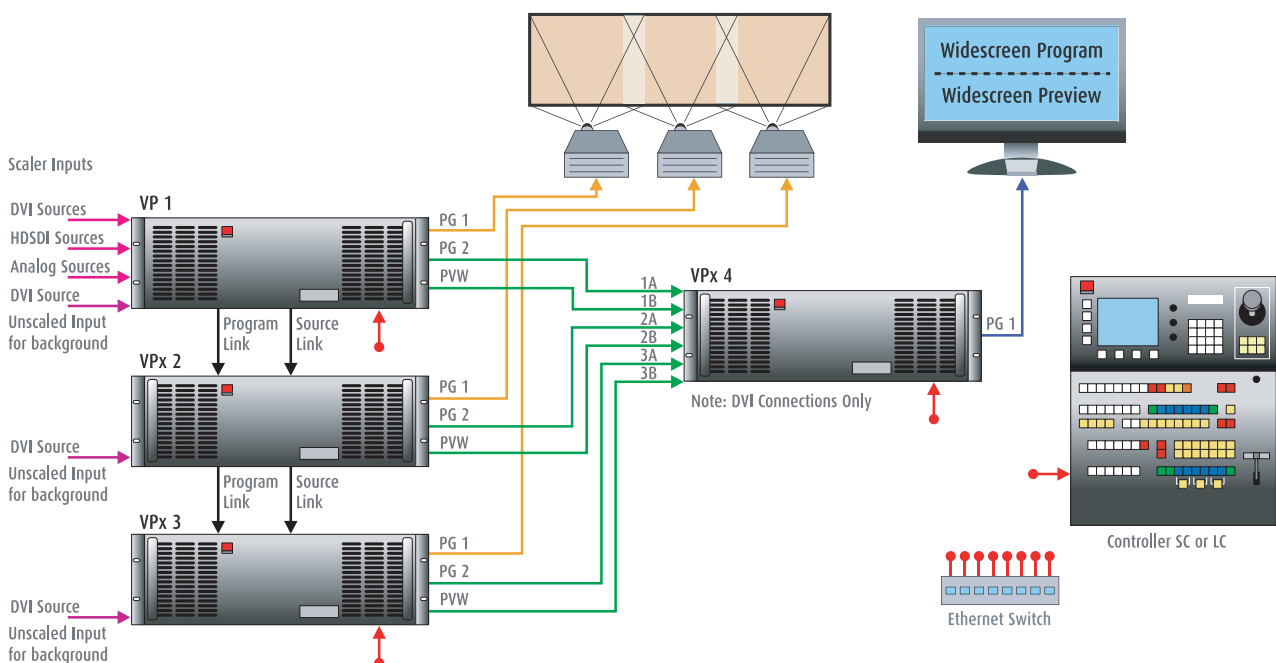 Widescreen Program
Widescreen Preview
Scaler Inputs
VP 1
DVI Sources
HDSDI Sources
Analog Sources
DVI Source
Unscaled Input
for background
PG 1
PG 2
PVW
Program
Link
Source
Link
VPx 2
DVI Source
Unscaled Input
for background
PG 1
PG 2
PVW
Program
Link
Source
Link
VPx 3
DVI Source
Unscaled Input
for background
PG 1
PG 2
PVW
VPx 4
1A
1B
2A
2B
3A
3B
PG 1
Note: DVI Connections Only
Controller SC or LC
Ethernet Switch